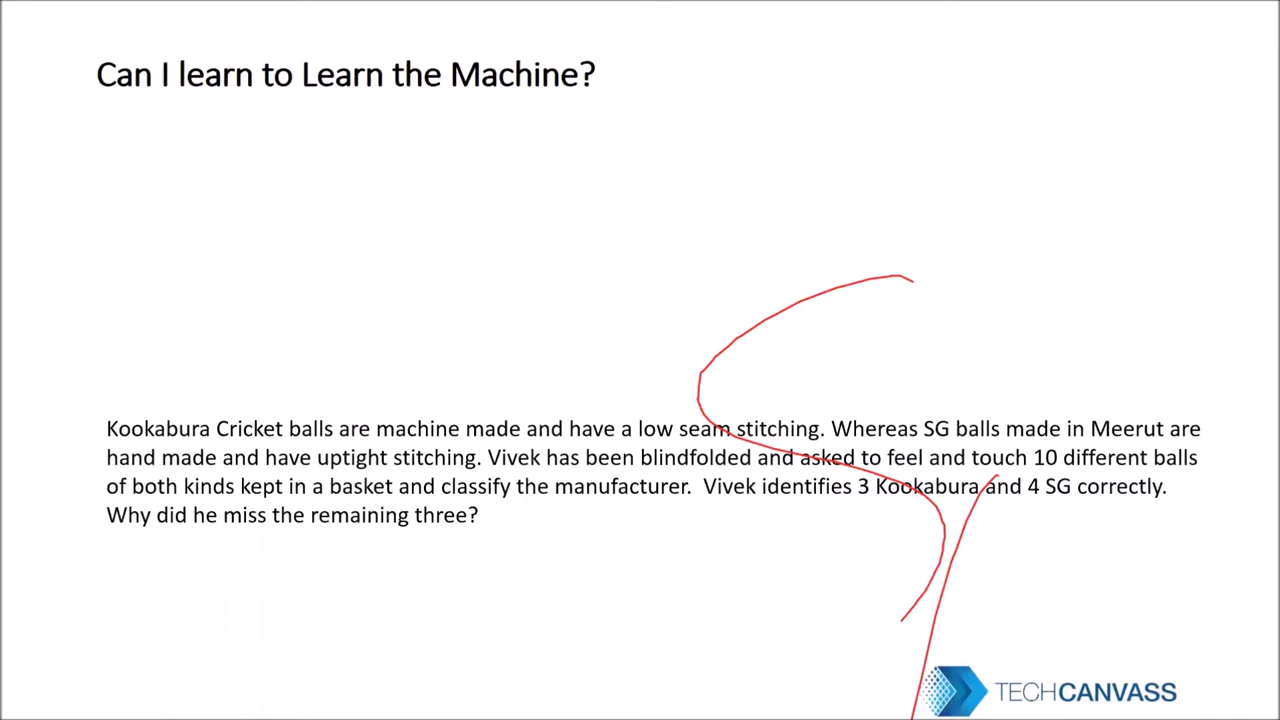 Can I learn to Learn the Machine?
Kookabura Cricket balls are machine made and have a low seam stitching. Whereas SG balls made in Meerut are
hand made and have uptight stitching. Vivek has been blindfolded and asked to feel and touch 10 different balls
of both kinds kept in a basket and classify the manufacturer.  Vivek identifies 3 Kookabura and 4 SG correctly.
Why did he miss the remaining three?
TECHCANVASS